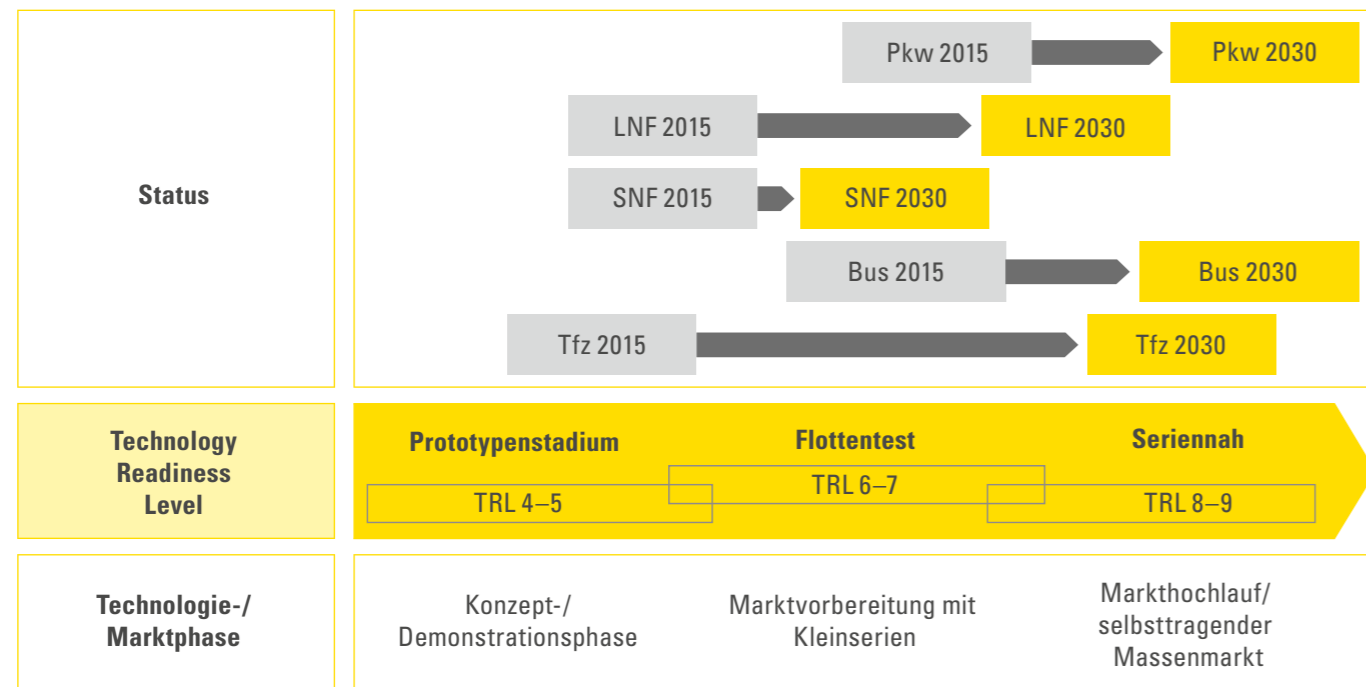 Status
Pkw 2015
Pkw 2030
LNF 2015
LNF 2030
SNF 2015
SNF 2030
Bus 2015
Bus 2030
Tfz 2015
Tfz 2030
Technology
Readiness
Level
Prototypenstadium
Flottentest
Seriennah
TRL 4–5
TRL 6–7
TRL 8–9
Technologie-/
Marktphase
Konzept-/
Demonstrationsphase
Marktvorbereitung mit
Kleinserien
Markthochlauf/
selbsttragender
Massenmarkt